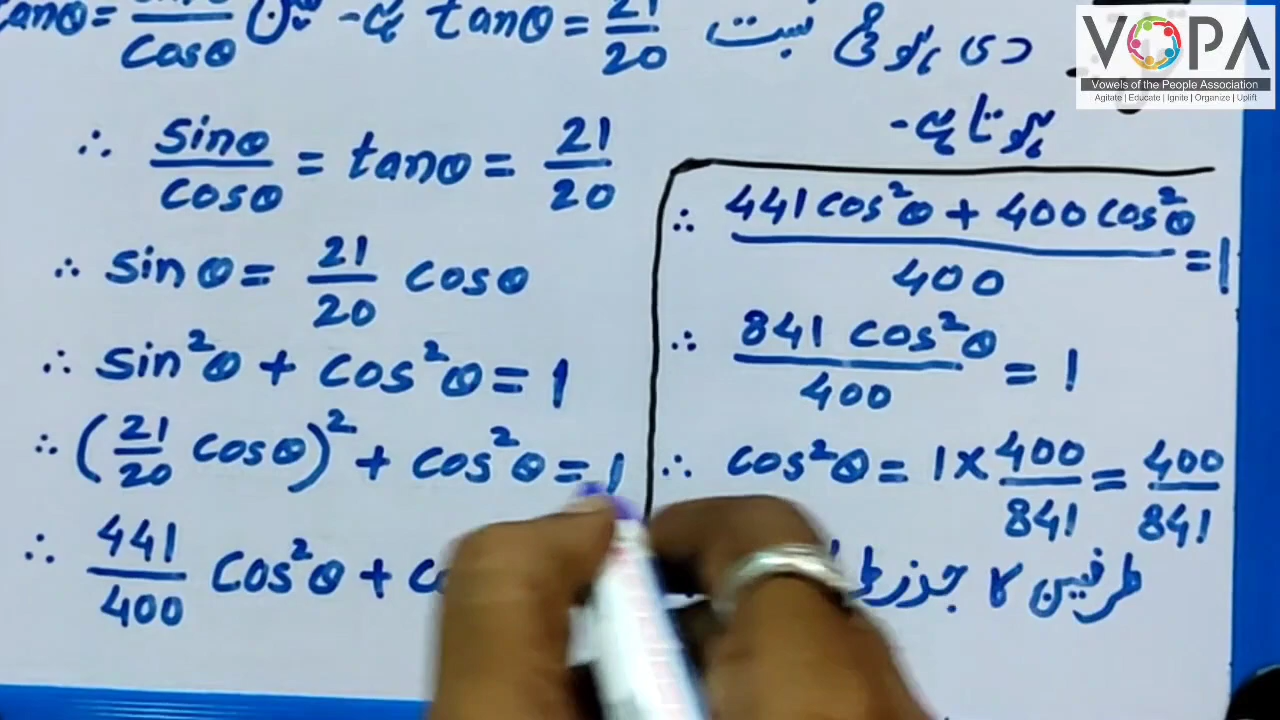 tanθ = sinθ/cosθ لیکن - ہے tanθ = 21/20 دی ہوئی نسبت
ہوتا ہے -
∴ sinθ/cosθ = tanθ = 21/20
∴ sinθ = 21/20 cosθ
∴ sin²θ + cos²θ = 1
∴ (21/20 cosθ)² + cos²θ = 1
∴ 441/400 cos²θ +
∴ (441 cos²θ + 400 cos²θ)/400 = 1
∴ 841 cos²θ/400 = 1
∴ cos²θ = 1 × 400/841 = 400/841
طرفین کا جذر
VOPA
Vowels of the People Association
Agitate | Educate | Ignite | Organize | Uplift